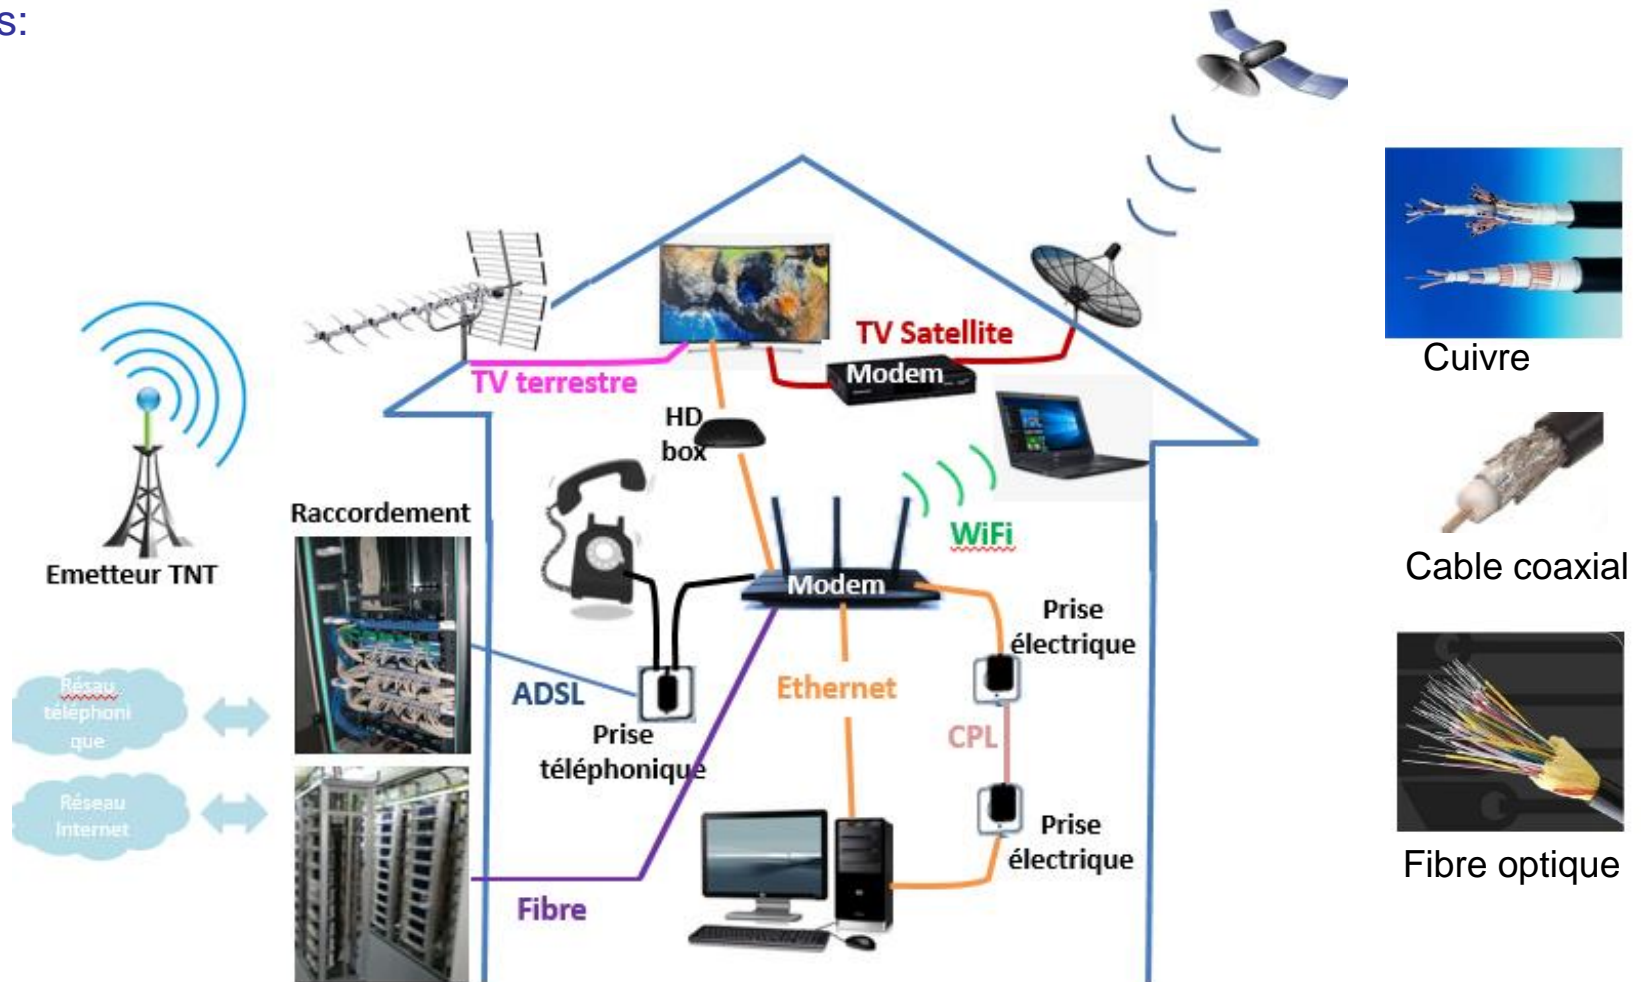 s:
TV Satellite
Modem
TV terrestre
HD
box
Raccordement
WiFi
Emetteur TNT
Modem
Prise
électrique
Résau
téléphoni
que
ADSL
Prise
téléphonique
Ethernet
CPL
Réseau
Internet
Prise
électrique
Fibre
Cuivre
Cable coaxial
Fibre optique